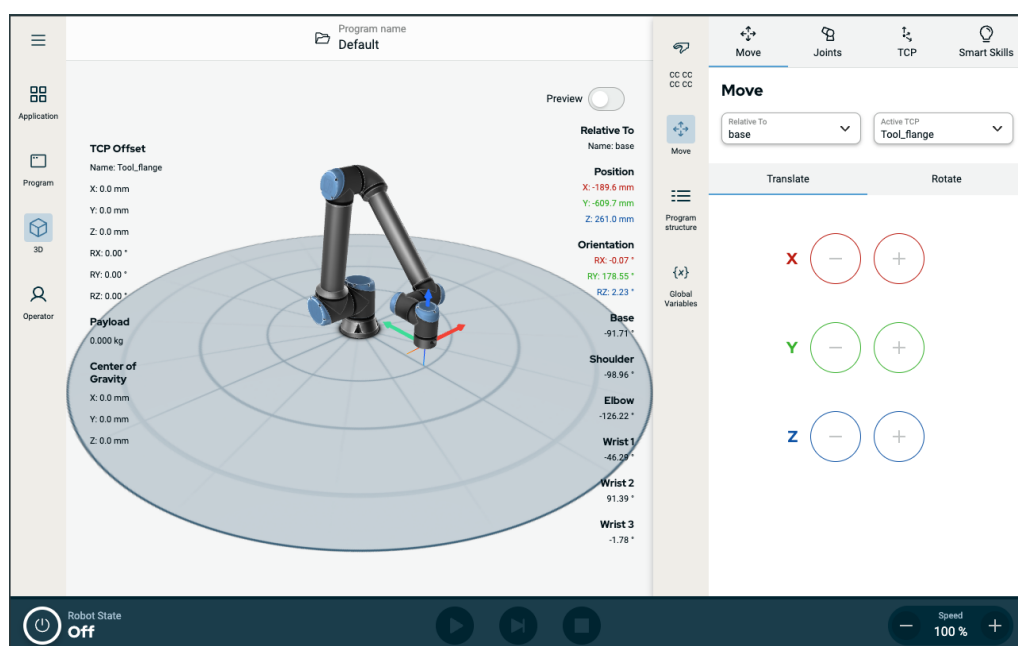 Program name
Default
Application
Program
3D
Operator
Preview
TCP Offset
Name: Tool_flange
X: 0.0 mm
Y: 0.0 mm
Z: 0.0 mm
RX: 0.00 °
RY: 0.00 °
RZ: 0.00 °
Payload
0.000 kg
Center of
Gravity
X: 0.0 mm
Y: 0.0 mm
Z: 0.0 mm
Relative To
Name: base
Position
X: -189.6 mm
Y: -609.7 mm
Z: 261.0 mm
Orientation
RX: -0.07 °
RY: 178.55 °
RZ: 2.23 °
Base
-91.71 °
Shoulder
-98.96 °
Elbow
-126.22 °
Wrist 1
-46.29 °
Wrist 2
91.39 °
Wrist 3
-1.78 °
CC CC
CC CC
Move
Program
structure
{x}
Global
Variables
Move
Joints
TCP
Smart Skills
Move
Relative To
base
Active TCP
Tool_flange
Translate
Rotate
X − +
Y − +
Z − +
Robot State
Off
Speed
− 100 % +